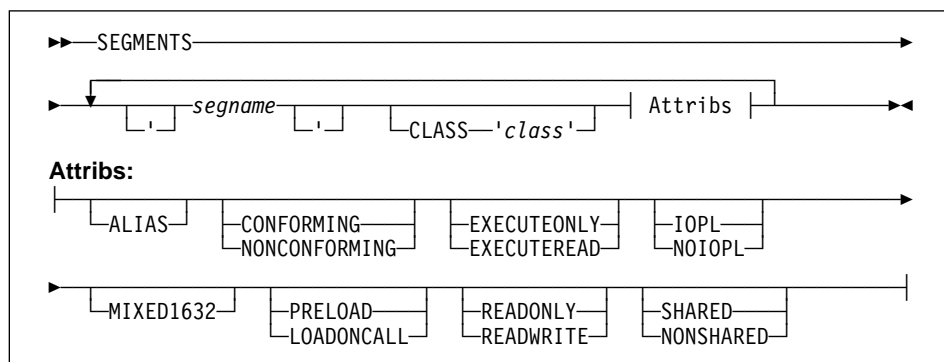 SEGMENTS
' segname ' CLASS 'class' Attribs
Attribs:
ALIAS CONFORMING EXECUTEONLY IOPL
NONCONFORMING EXECUTEREAD NOIOPL
MIXED1632 PRELOAD READONLY SHARED
LOADONCALL READWRITE NONSHARED